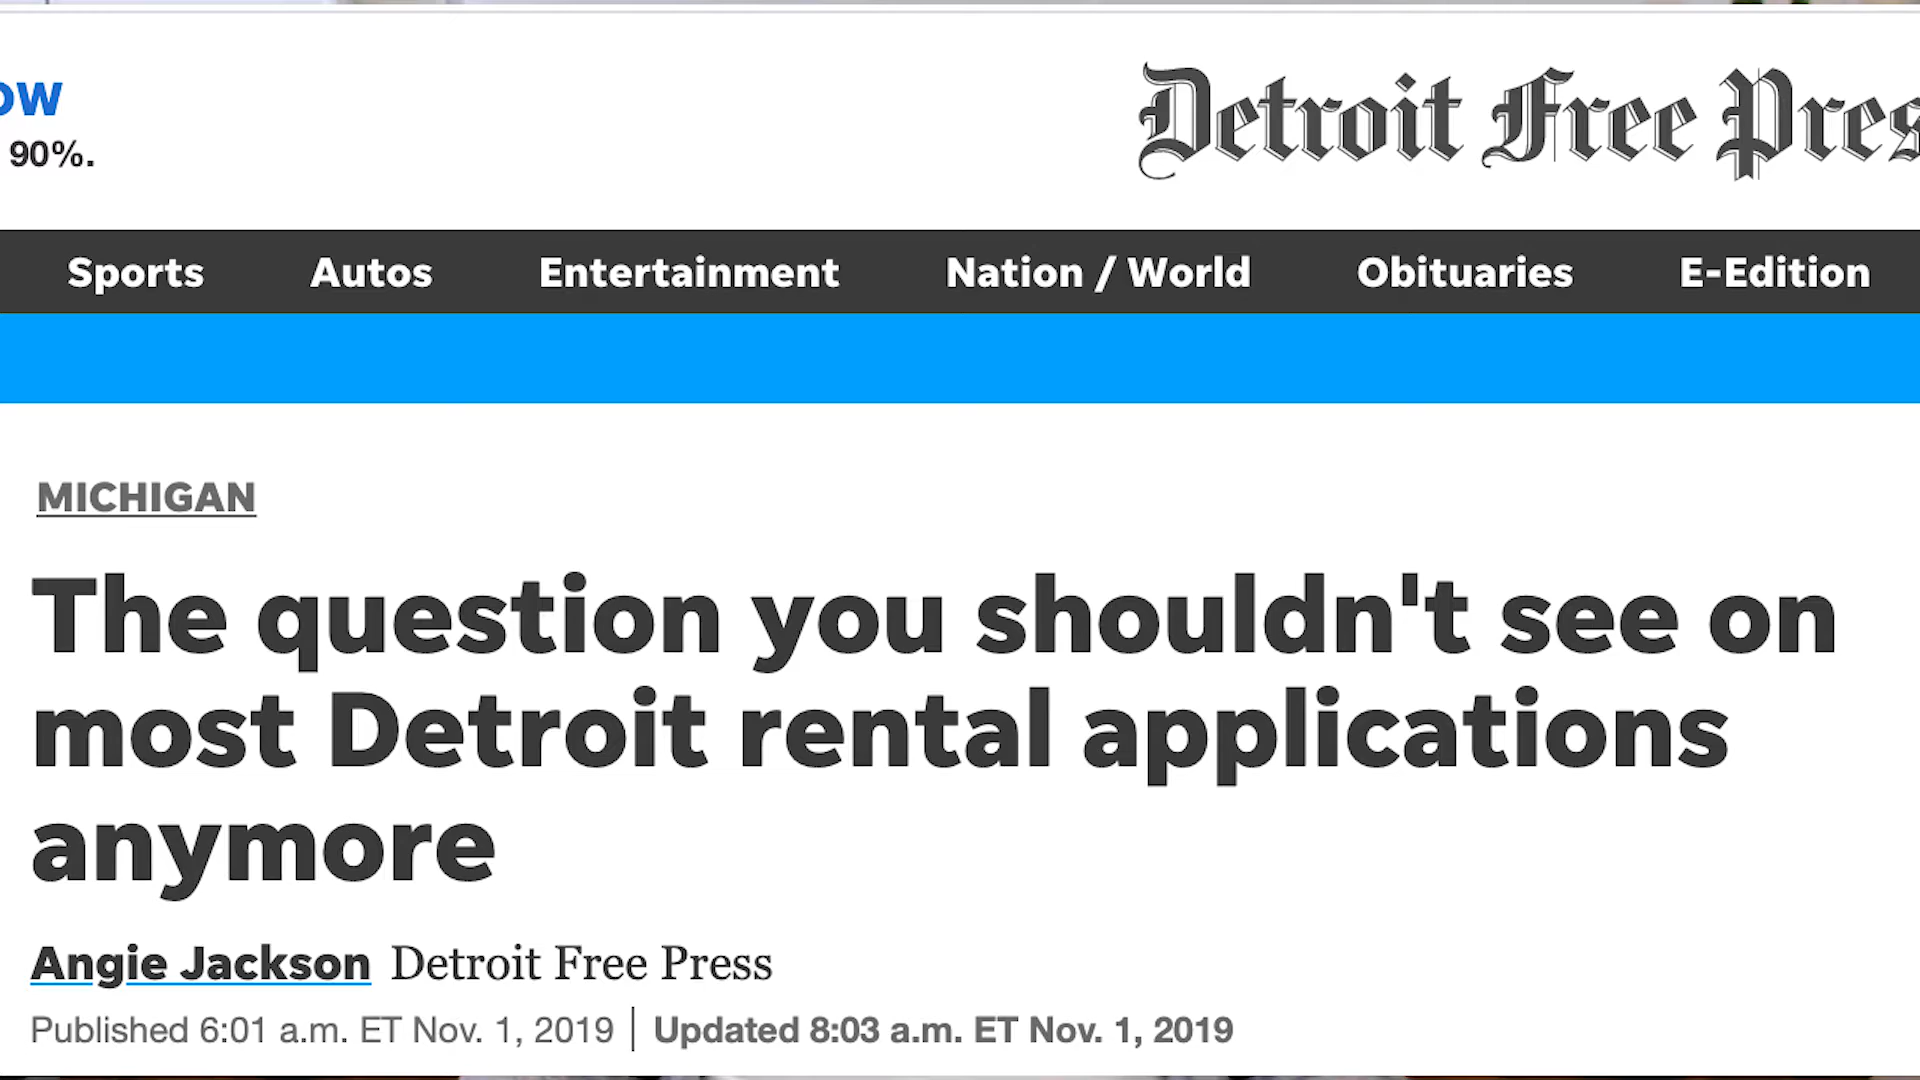 OW
90%.
Detroit Free Pres
Sports Autos Entertainment Nation / World Obituaries E-Edition
MICHIGAN
The question you shouldn't see on
most Detroit rental applications
anymore
Angie Jackson Detroit Free Press
Published 6:01 a.m. ET Nov. 1, 2019 | Updated 8:03 a.m. ET Nov. 1, 2019